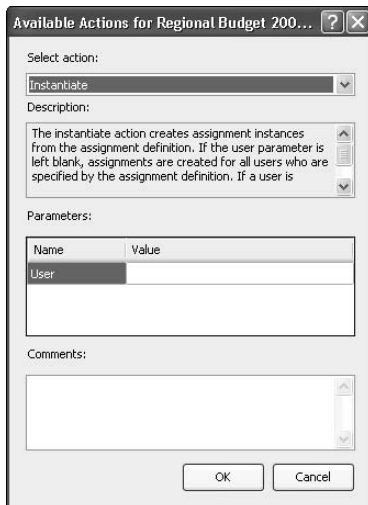 Available Actions for Regional Budget 200...
Select action:
Instantiate
Description:
The instantiate action creates assignment instances
from the assignment definition. If the user parameter is
left blank, assignments are created for all users who are
specified by the assignment definition. If a user is
Parameters:
Name Value
User
Comments:
OK Cancel